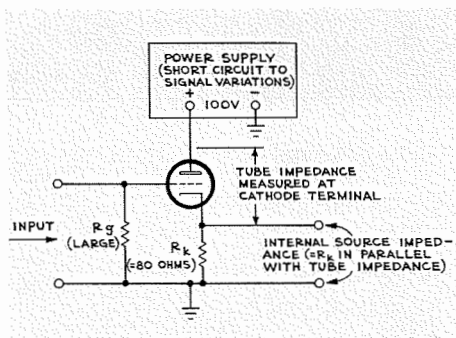 POWER SUPPLY
(SHORT CIRCUIT TO
SIGNAL VARIATIONS)
+ 100V −
TUBE IMPEDANCE
MEASURED AT
CATHODE TERMINAL
INPUT
Rg
(LARGE)
Rk
(=80 OHMS)
INTERNAL SOURCE IMPED-
ANCE (=Rk IN PARALLEL
WITH TUBE IMPEDANCE)